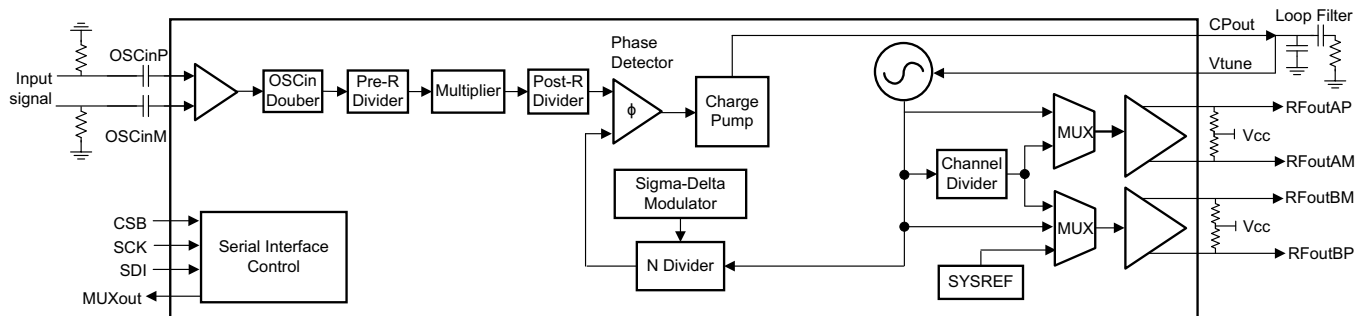 Input
signal
OSCinP
OSCinM
OSCin
Douber
Pre-R
Divider
Multiplier
Post-R
Divider
Phase
Detector
ϕ
Charge
Pump
CPout
Loop Filter
Vtune
MUX
RFoutAP
Vcc
RFoutAM
Channel
Divider
Sigma-Delta
Modulator
N Divider
MUX
SYSREF
RFoutBM
Vcc
RFoutBP
CSB
SCK
SDI
MUXout
Serial Interface
Control